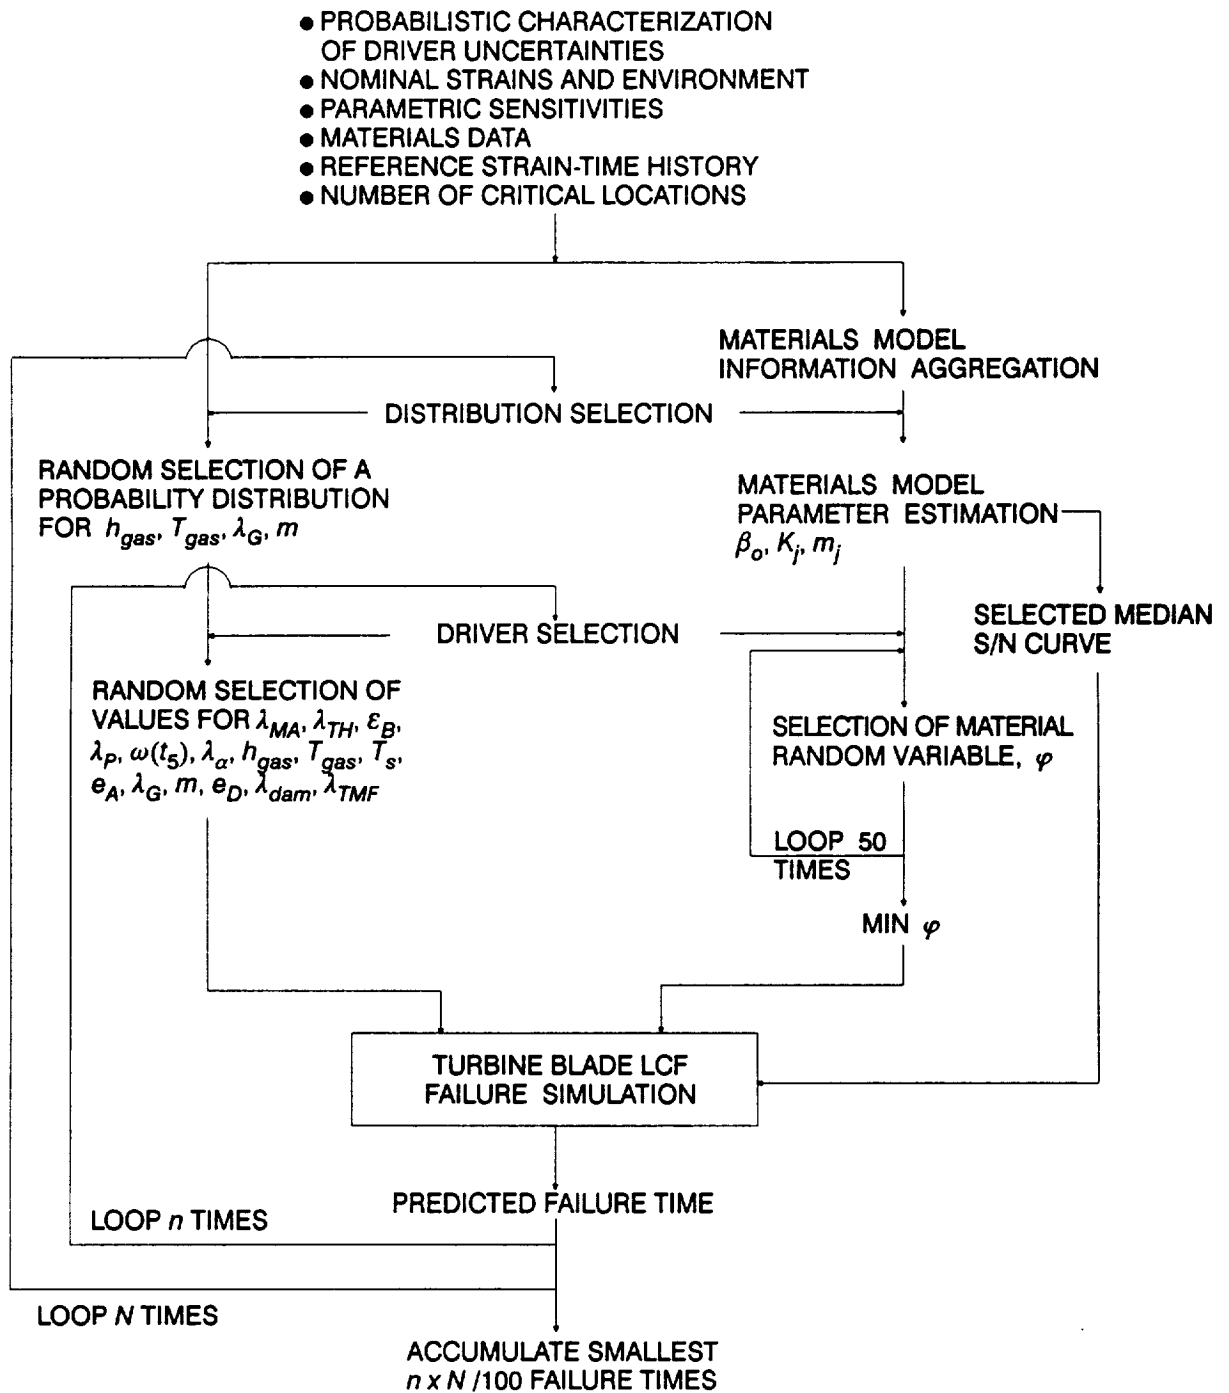 ● PROBABILISTIC CHARACTERIZATION
OF DRIVER UNCERTAINTIES
● NOMINAL STRAINS AND ENVIRONMENT
● PARAMETRIC SENSITIVITIES
● MATERIALS DATA
● REFERENCE STRAIN-TIME HISTORY
● NUMBER OF CRITICAL LOCATIONS
MATERIALS MODEL
INFORMATION AGGREGATION
DISTRIBUTION SELECTION
RANDOM SELECTION OF A
PROBABILITY DISTRIBUTION
FOR h_gas, T_gas, λ_G, m
MATERIALS MODEL
PARAMETER ESTIMATION
β_o, K_j, m_j
SELECTED MEDIAN
S/N CURVE
DRIVER SELECTION
RANDOM SELECTION OF
VALUES FOR λ_MA, λ_TH, ε_B,
λ_P, ω(t_5), λ_α, h_gas, T_gas, T_s,
e_A, λ_G, m, e_D, λ_dam, λ_TMF
SELECTION OF MATERIAL
RANDOM VARIABLE, φ
LOOP 50
TIMES
MIN φ
TURBINE BLADE LCF
FAILURE SIMULATION
PREDICTED FAILURE TIME
LOOP n TIMES
LOOP N TIMES
ACCUMULATE SMALLEST
n x N /100 FAILURE TIMES